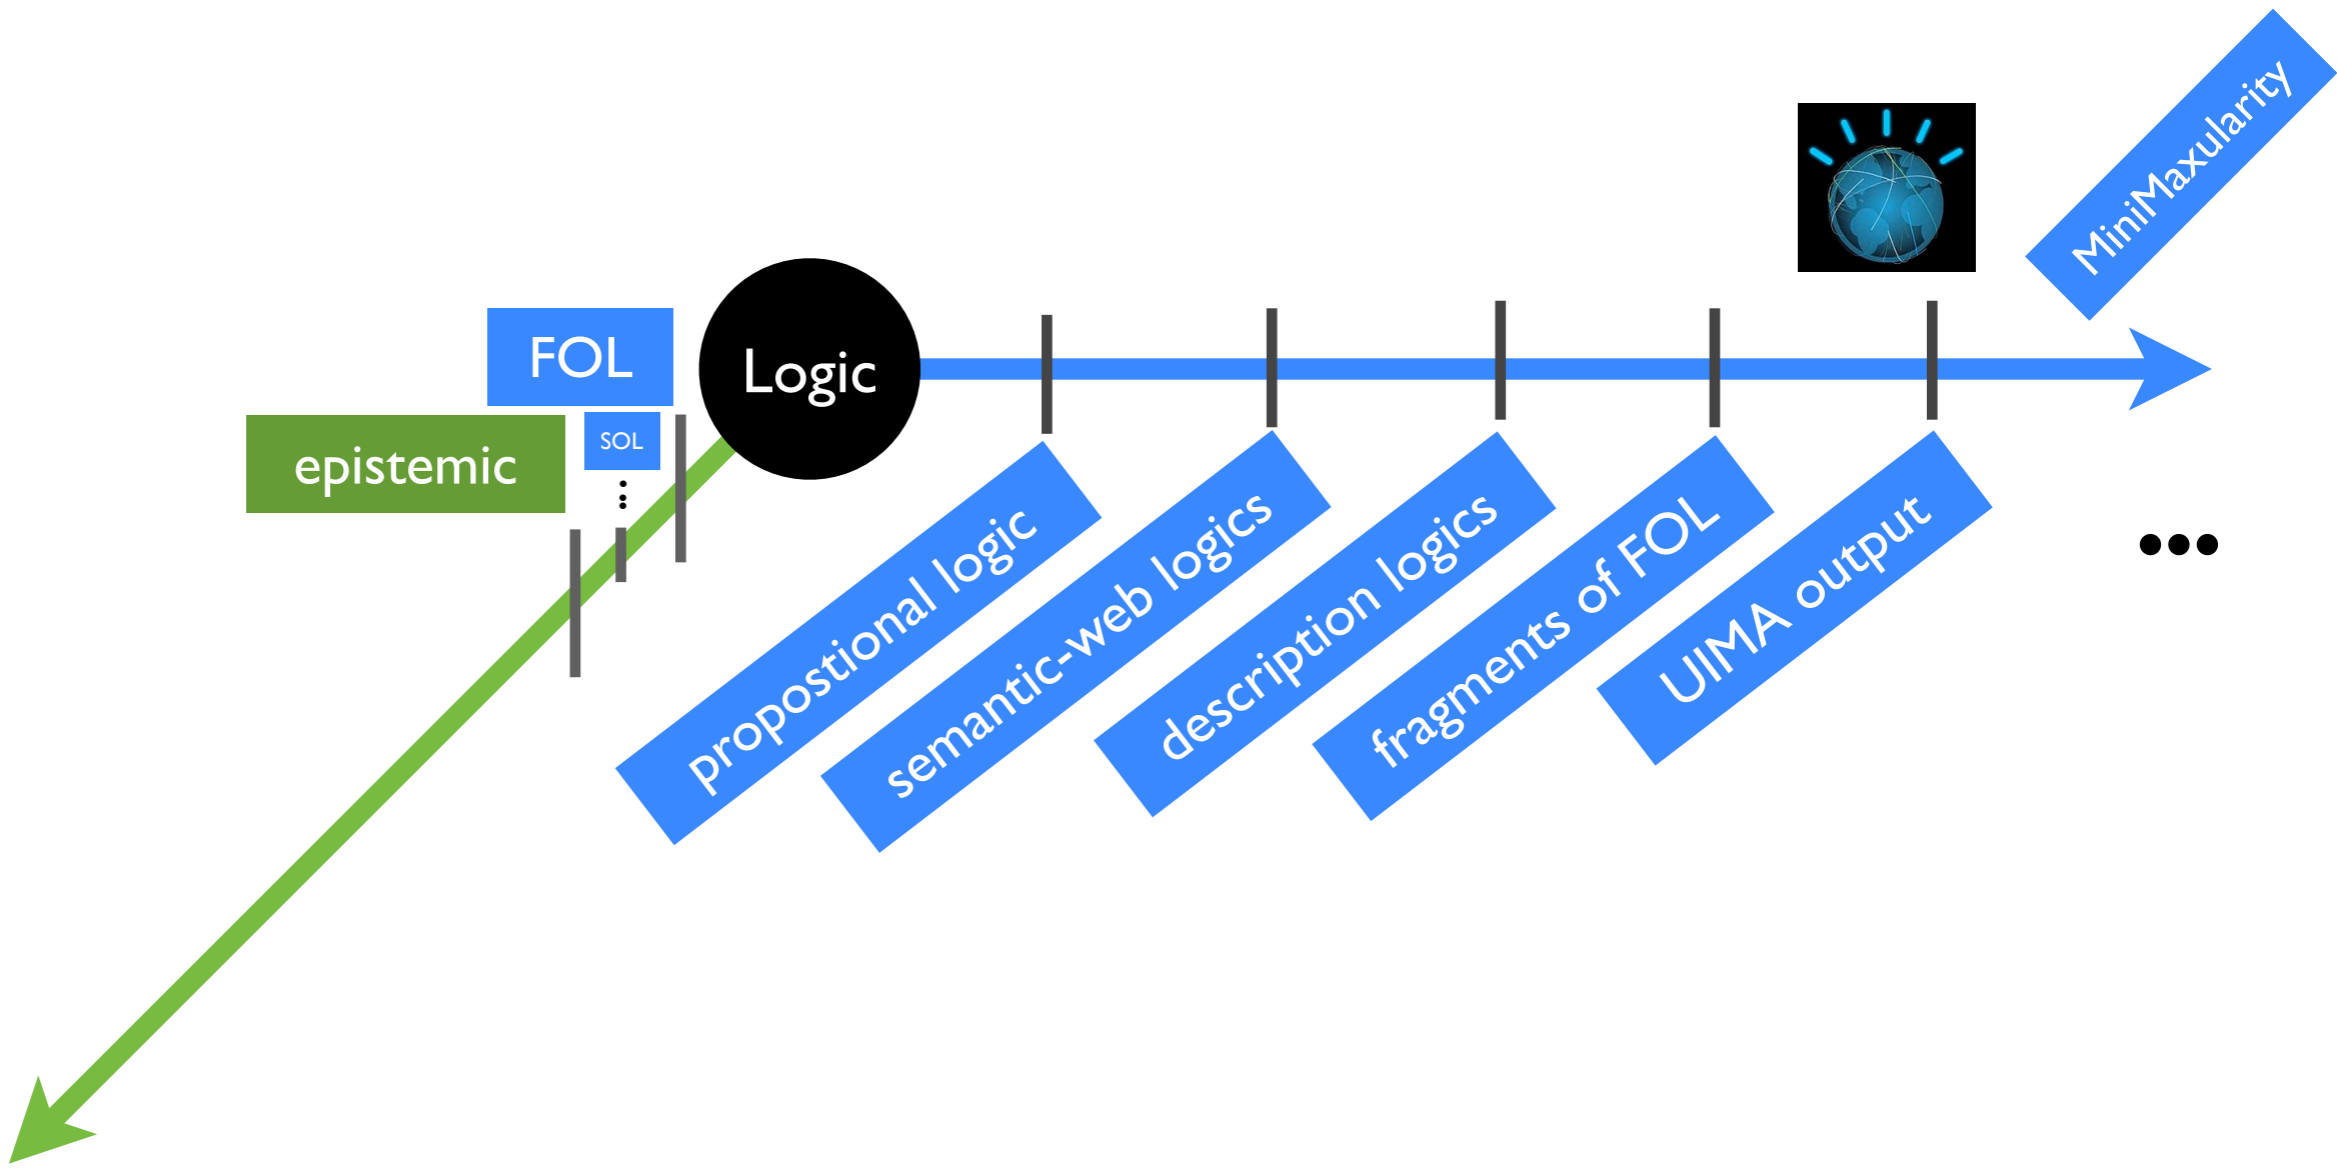 MiniMaxularity
FOL
Logic
SOL
epistemic
propostional logic
semantic-web logics
description logics
fragments of FOL
UIMA output